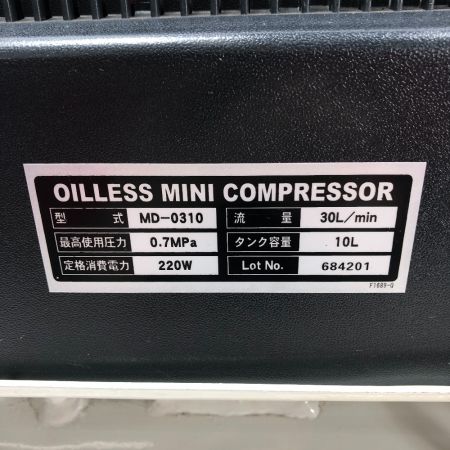 OILLESS MINI COMPRESSOR
型式 MD-0310 流量 30L/min
最高使用圧力 0.7MPa タンク容量 10L
定格消費電力 220W Lot No. 684201
F1689-0